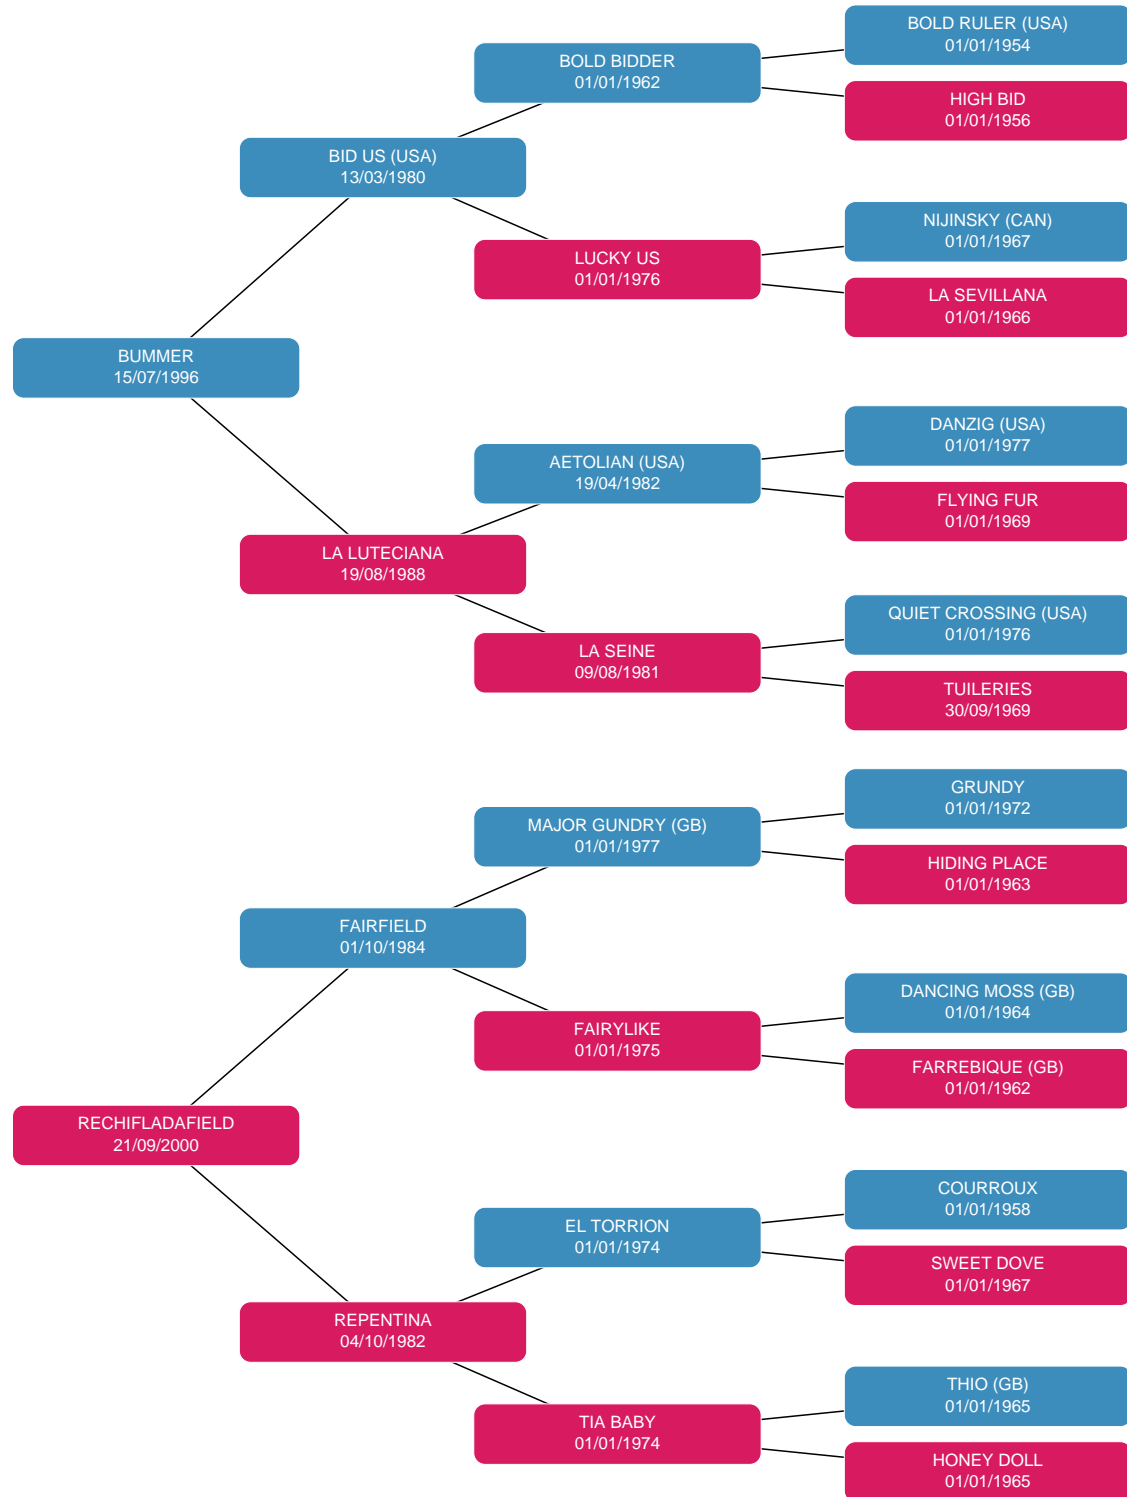 BOLD RULER (USA)
01/01/1954
BOLD BIDDER
01/01/1962
HIGH BID
01/01/1956
BID US (USA)
13/03/1980
NIJINSKY (CAN)
01/01/1967
LUCKY US
01/01/1976
LA SEVILLANA
01/01/1966
BUMMER
15/07/1996
DANZIG (USA)
01/01/1977
AETOLIAN (USA)
19/04/1982
FLYING FUR
01/01/1969
LA LUTECIANA
19/08/1988
QUIET CROSSING (USA)
01/01/1976
LA SEINE
09/08/1981
TUILERIES
30/09/1969
GRUNDY
01/01/1972
MAJOR GUNDRY (GB)
01/01/1977
HIDING PLACE
01/01/1963
FAIRFIELD
01/10/1984
DANCING MOSS (GB)
01/01/1964
FAIRYLIKE
01/01/1975
FARREBIQUE (GB)
01/01/1962
RECHIFLADAFIELD
21/09/2000
COURROUX
01/01/1958
EL TORRION
01/01/1974
SWEET DOVE
01/01/1967
REPENTINA
04/10/1982
THIO (GB)
01/01/1965
TIA BABY
01/01/1974
HONEY DOLL
01/01/1965